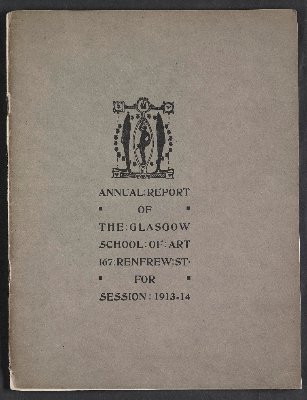 ANNUAL:REPORT
OF
THE:GLASGOW
SCHOOL:OF:ART
167:RENFREW:ST·
FOR
SESSION:1913-14